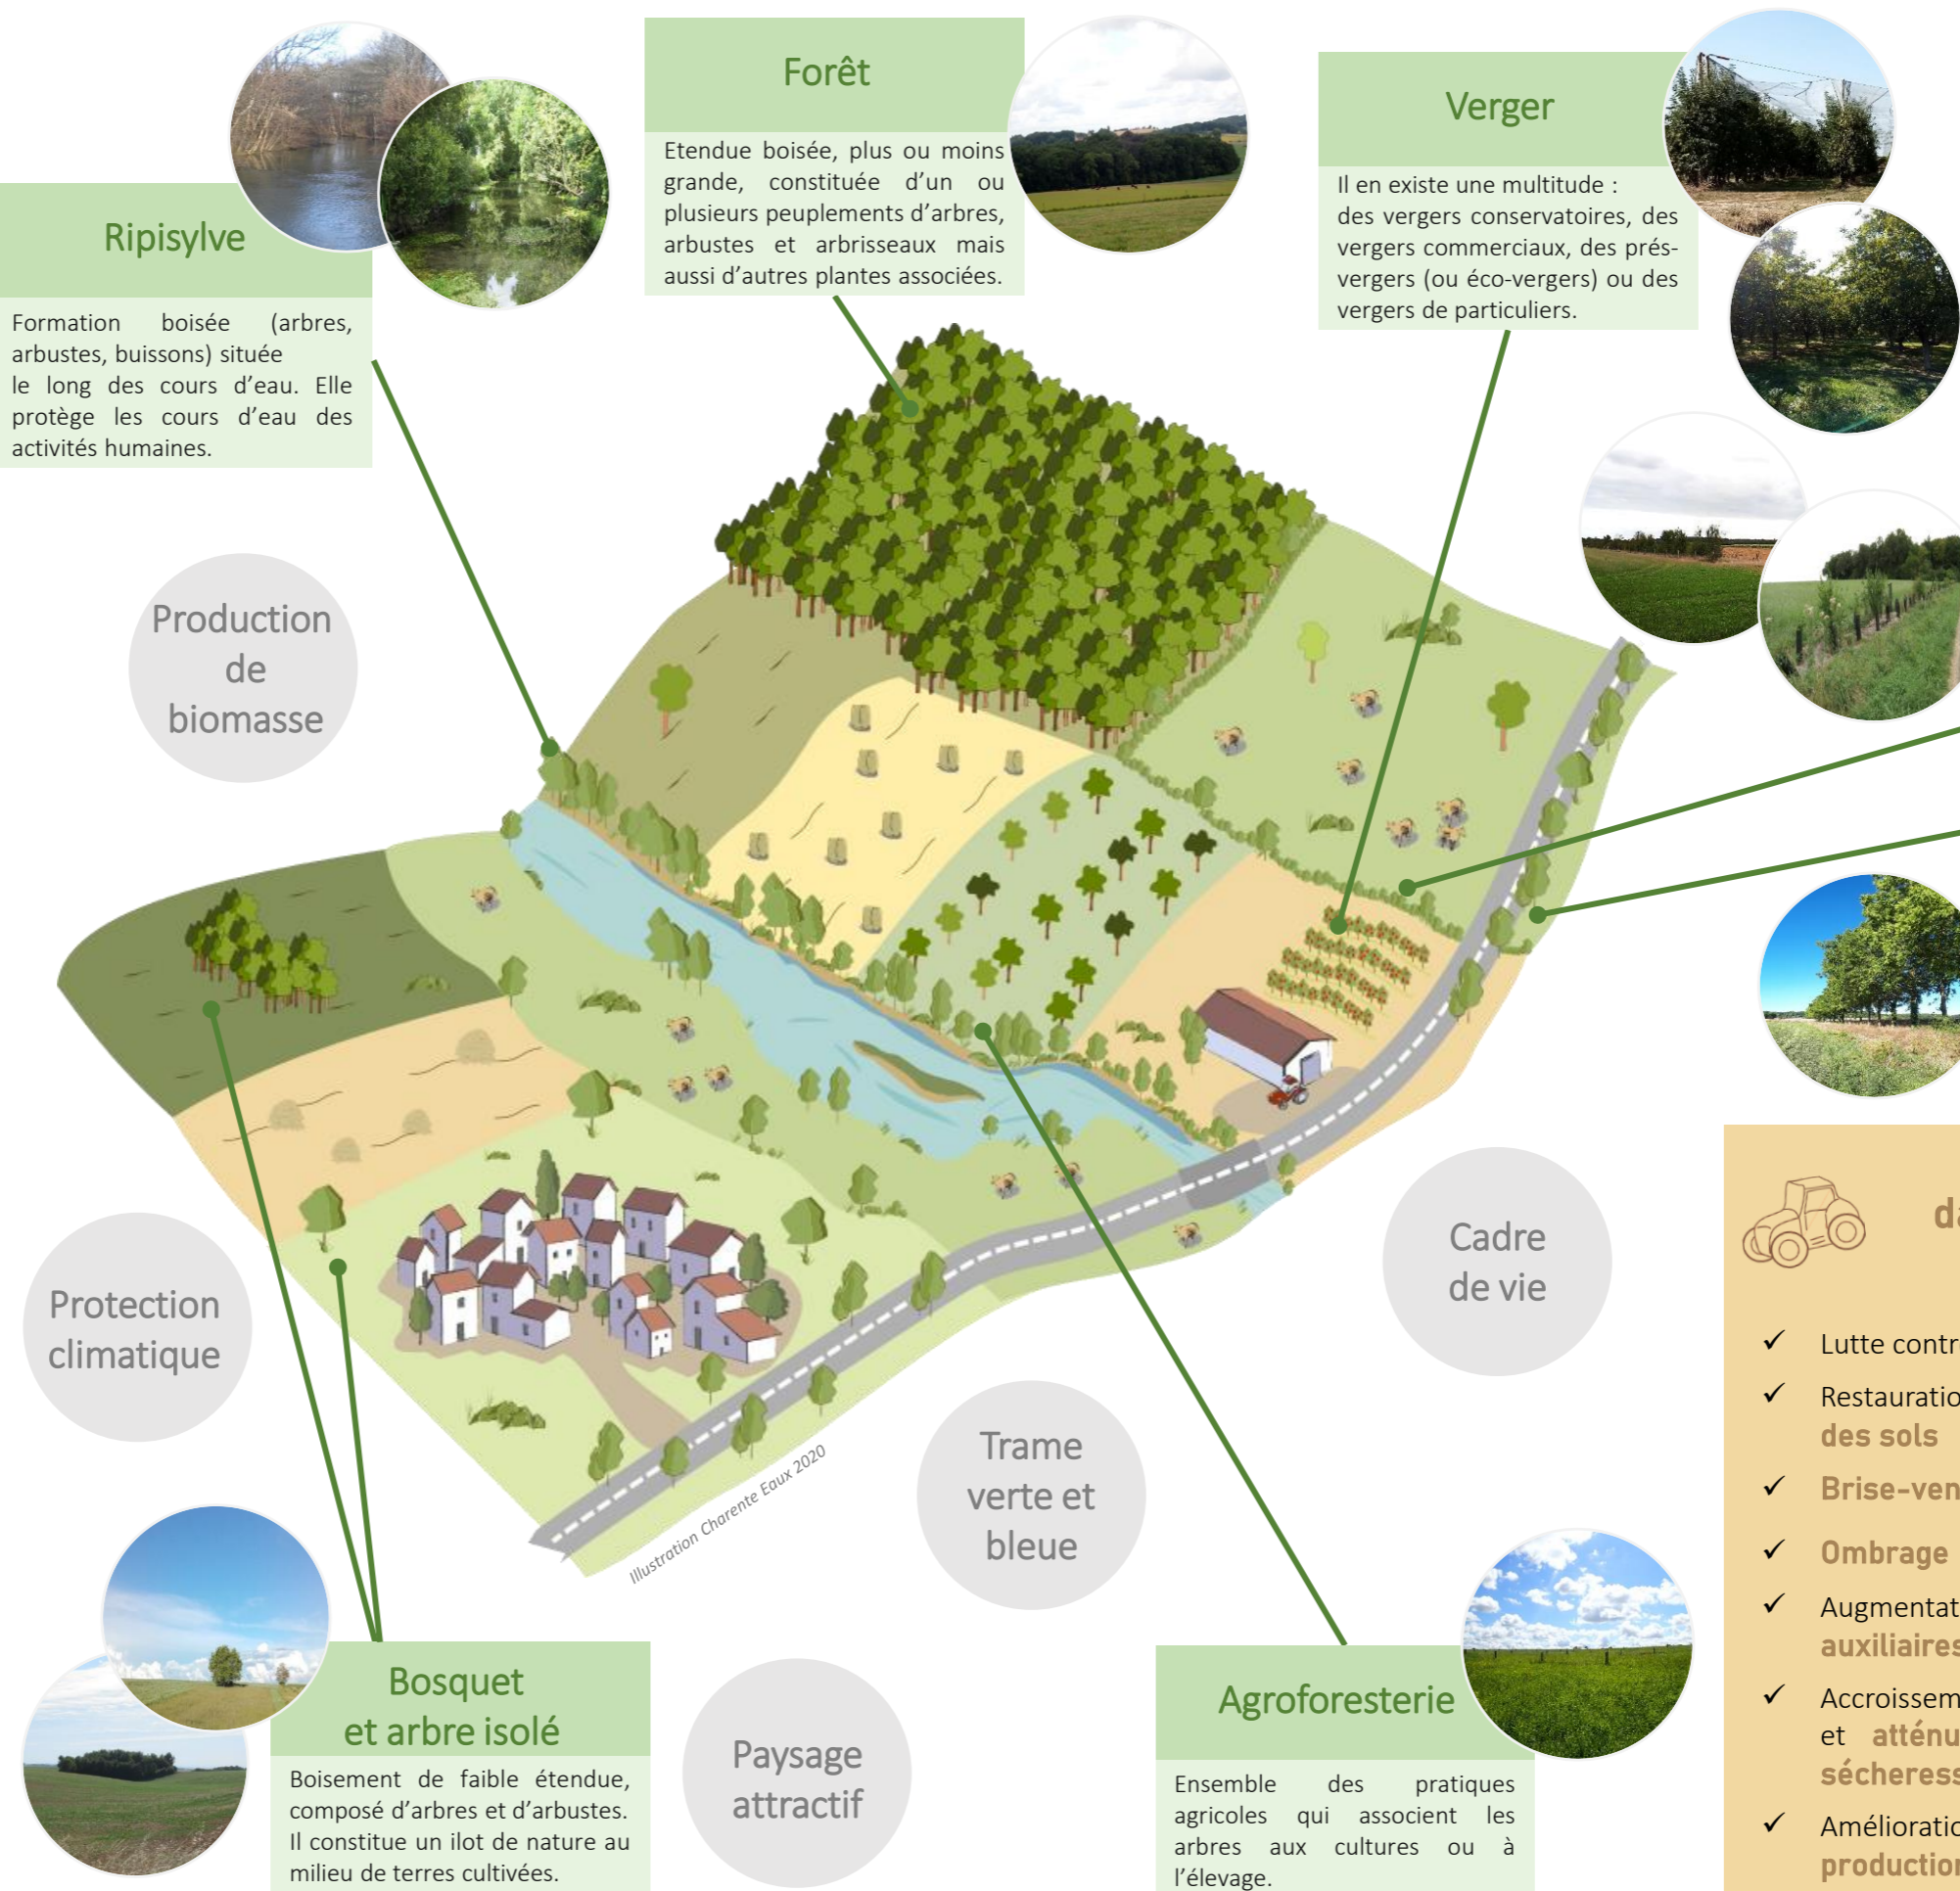 Forêt
Etendue boisée, plus ou moins
grande, constituée d'un ou
plusieurs peuplements d'arbres,
arbustes et arbrisseaux mais
aussi d'autres plantes associées.
Verger
Il en existe une multitude :
des vergers conservatoires, des
vergers commerciaux, des prés-
vergers (ou éco-vergers) ou des
vergers de particuliers.
Ripisylve
Formation boisée (arbres,
arbustes, buissons) située
le long des cours d'eau. Elle
protège les cours d'eau des
activités humaines.
Production
de
biomasse
Protection
climatique
Cadre
de vie
Trame
verte et
bleue
Illustration Charente Eaux 2020
Bosquet
et arbre isolé
Boisement de faible étendue,
composé d'arbres et d'arbustes.
Il constitue un ilot de nature au
milieu de terres cultivées.
Paysage
attractif
Agroforesterie
Ensemble des pratiques
agricoles qui associent les
arbres aux cultures ou à
l'élevage.
✓ Lutte contr
✓ Restauratio
des sols
✓ Brise-ven
✓ Ombrage
✓ Augmentat
auxiliaires
✓ Accroissem
et atténu
sécheress
✓ Amélioratio
production